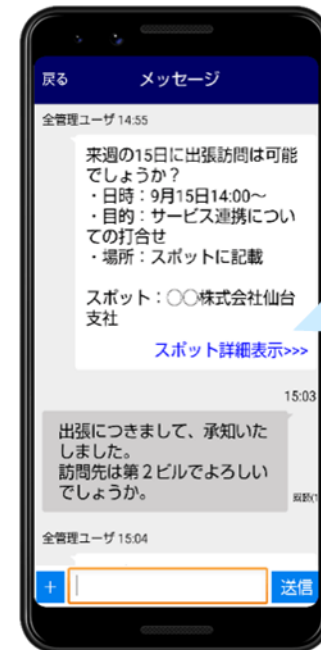 戻る
メッセージ
全管理ユーザ 14:55
来週の15日に出張訪問は可能
でしょうか？
・日時：9月15日14:00～
・目的：サービス連携につい
ての打合せ
・場所：スポットに記載
スポット：〇〇株式会社仙台
支社
スポット詳細表示>>>
15:03
出張につきまして、承知いた
しました。
訪問先は第２ビルでよろしい
でしょうか。
全管理ユーザ 15:04
+
送信